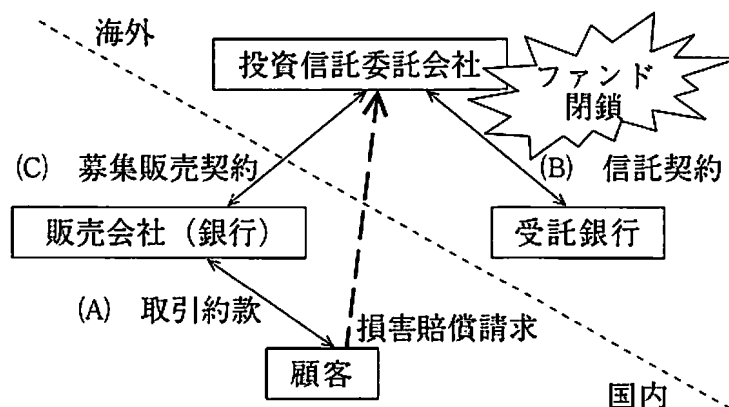 海外
投資信託委託会社
ファンド
閉鎖
(C) 募集販売契約
(B) 信託契約
販売会社(銀行)
受託銀行
(A) 取引約款
損害賠償請求
顧客
国内